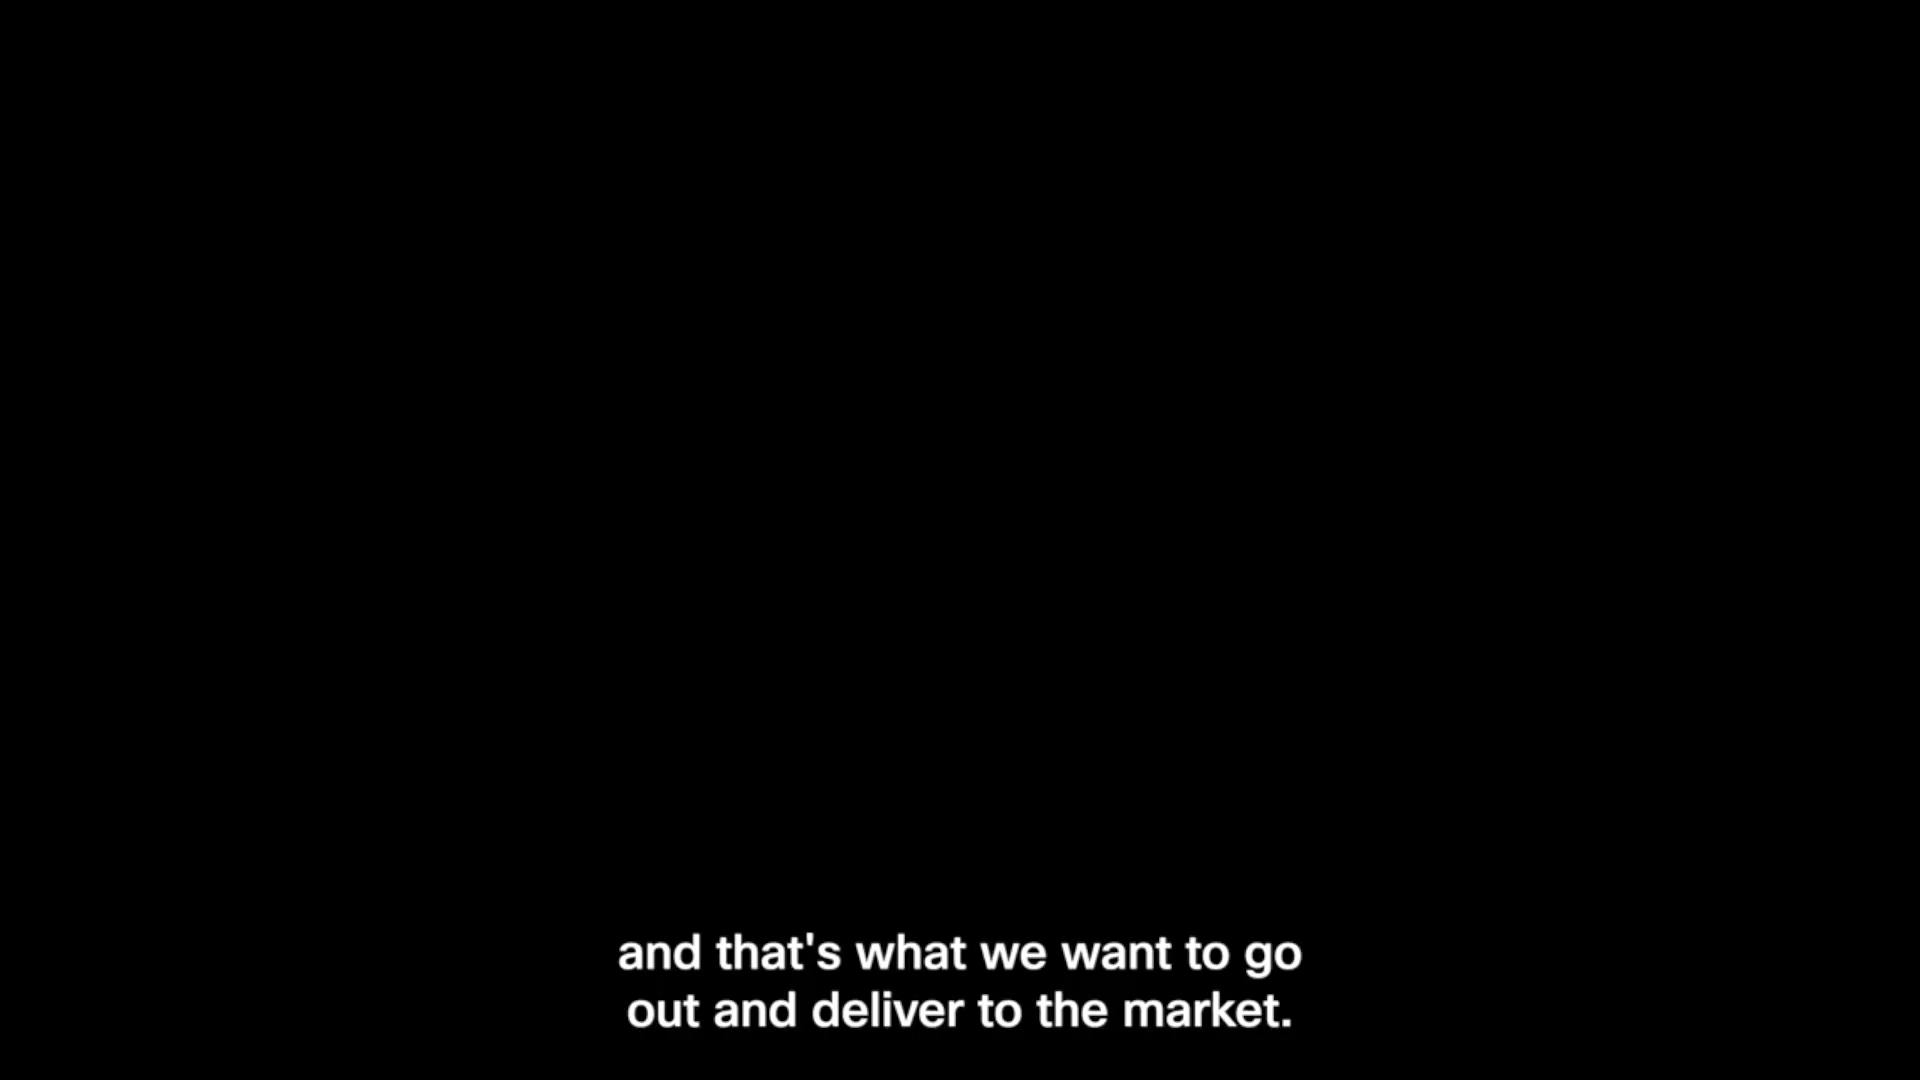 and that's what we want to go
out and deliver to the market.